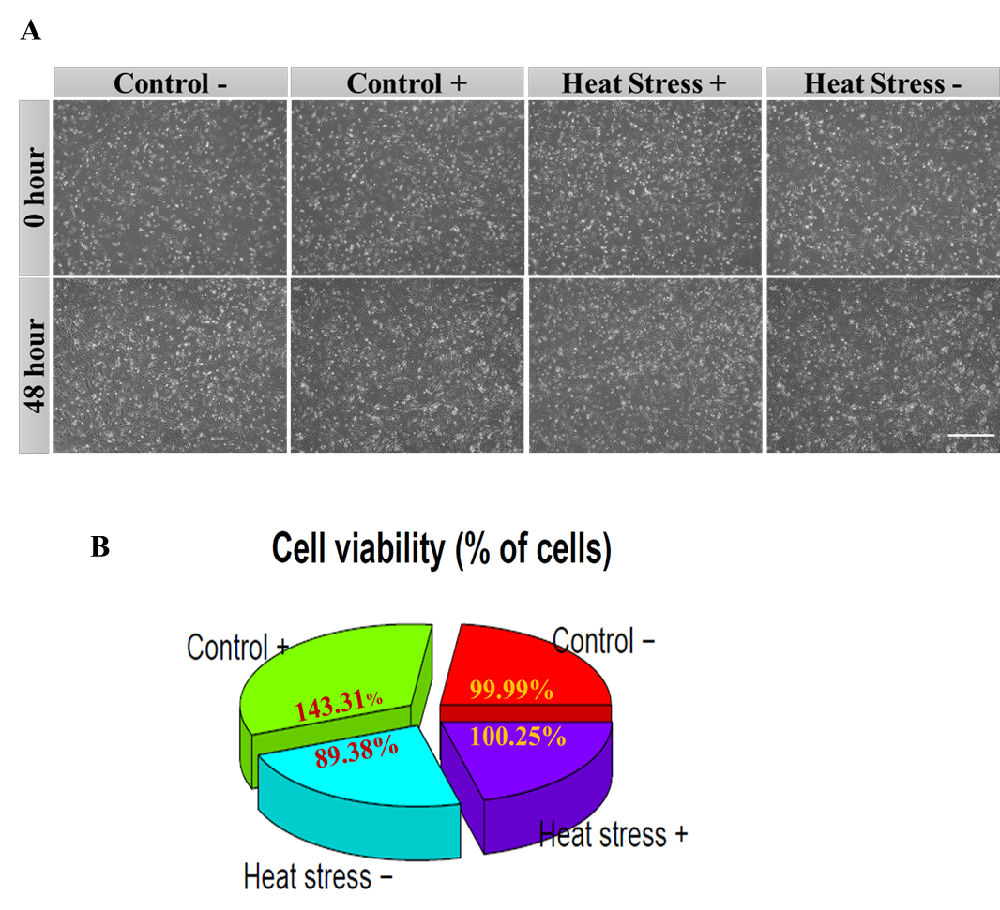 A
Control - Control + Heat Stress + Heat Stress -
0 hour
48 hour
B
Cell viability (% of cells)
Control +
Control −
143.31%
99.99%
89.38%
100.25%
Heat stress +
Heat stress −